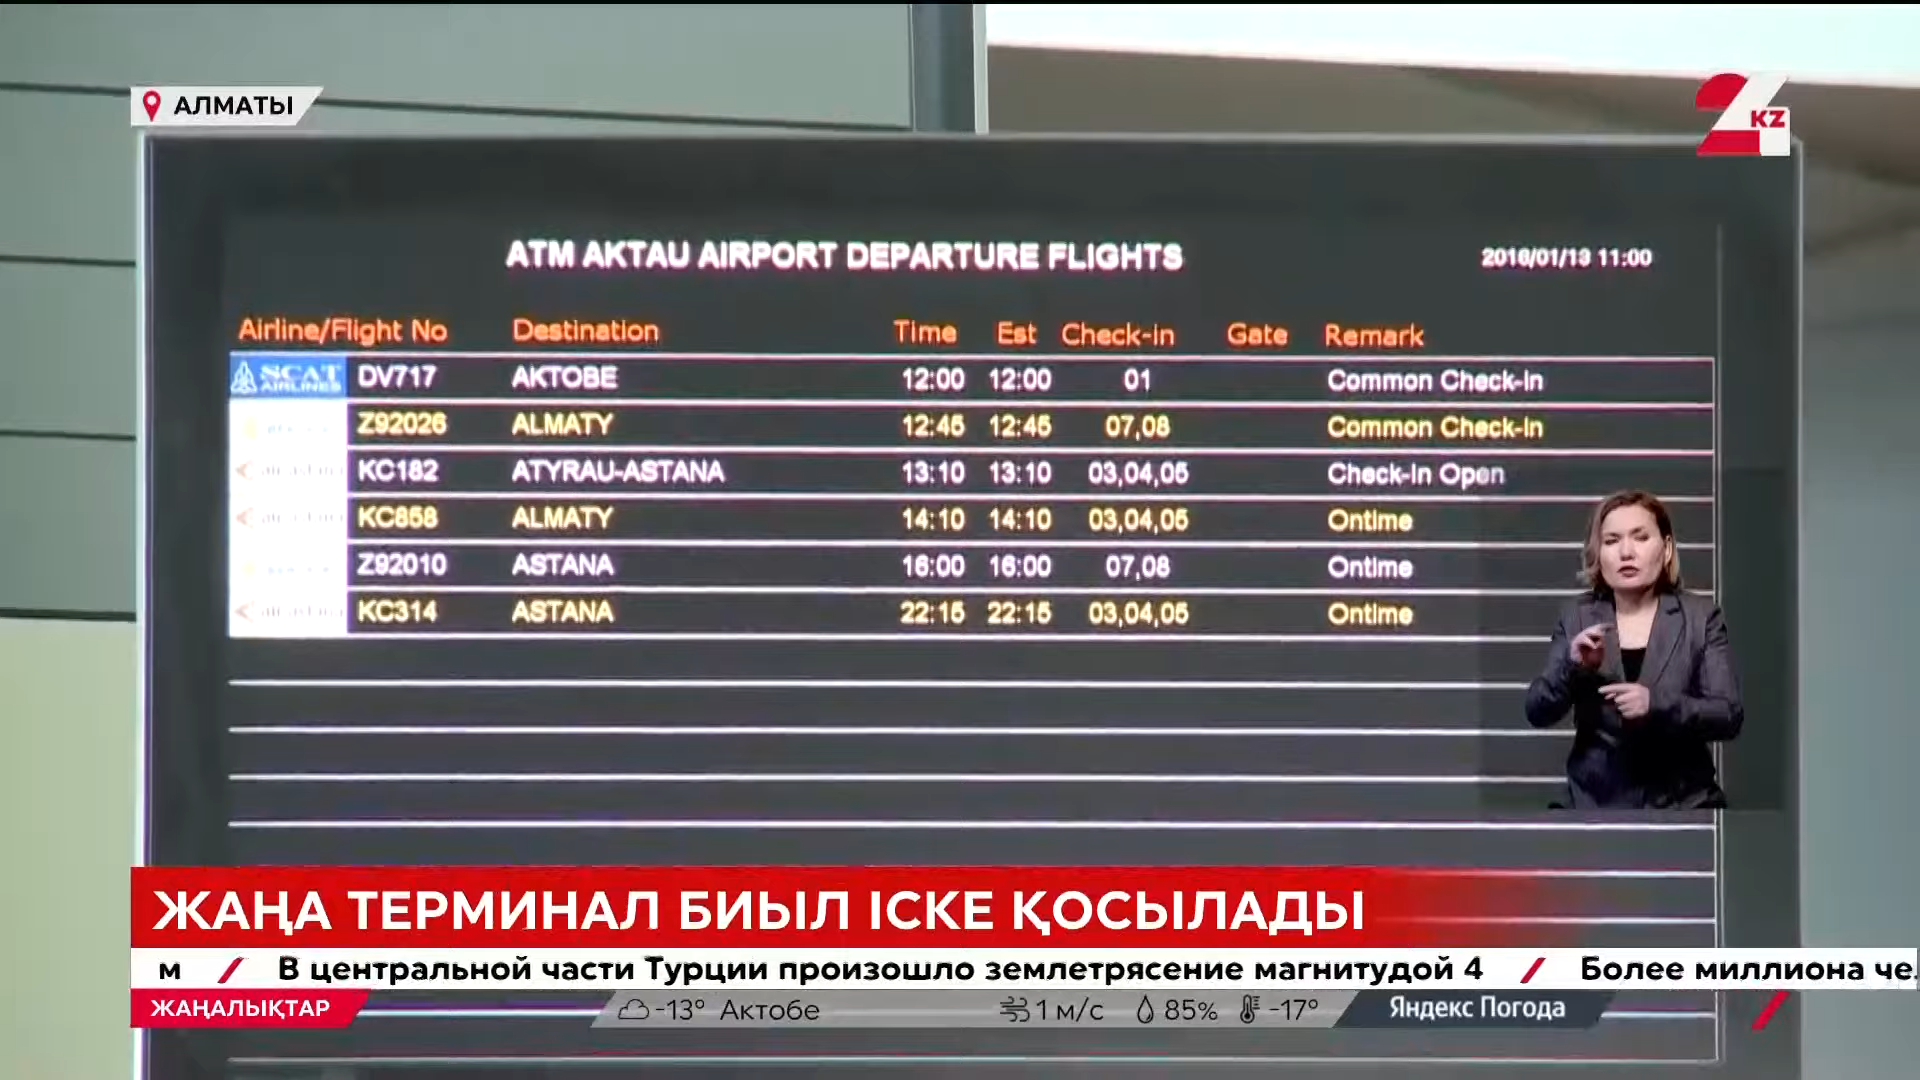 АЛМАТЫ
24 KZ
ATM AKTAU AIRPORT DEPARTURE FLIGHTS 2016/01/13 11:00
Airline/Flight No Destination Time Est Check-in Gate Remark
SCAT AIRLINES DV717 AKTOBE 12:00 12:00 01 Common Check-in
Z92026 ALMATY 12:45 12:45 07,08 Common Check-in
KC182 ATYRAU-ASTANA 13:10 13:10 03,04,05 Check-in Open
KC858 ALMATY 14:10 14:10 03,04,05 Ontime
Z92010 ASTANA 16:00 16:00 07,08 Ontime
KC314 ASTANA 22:15 22:15 03,04,05 Ontime
ЖАҢА ТЕРМИНАЛ БИЫЛ ІСКЕ ҚОСЫЛАДЫ
м / В центральной части Турции произошло землетрясение магнитудой 4 / Более миллиона че
ЖАҢАЛЫҚТАР -13° Актобе 1 м/с 85% -17° Яндекс Погода